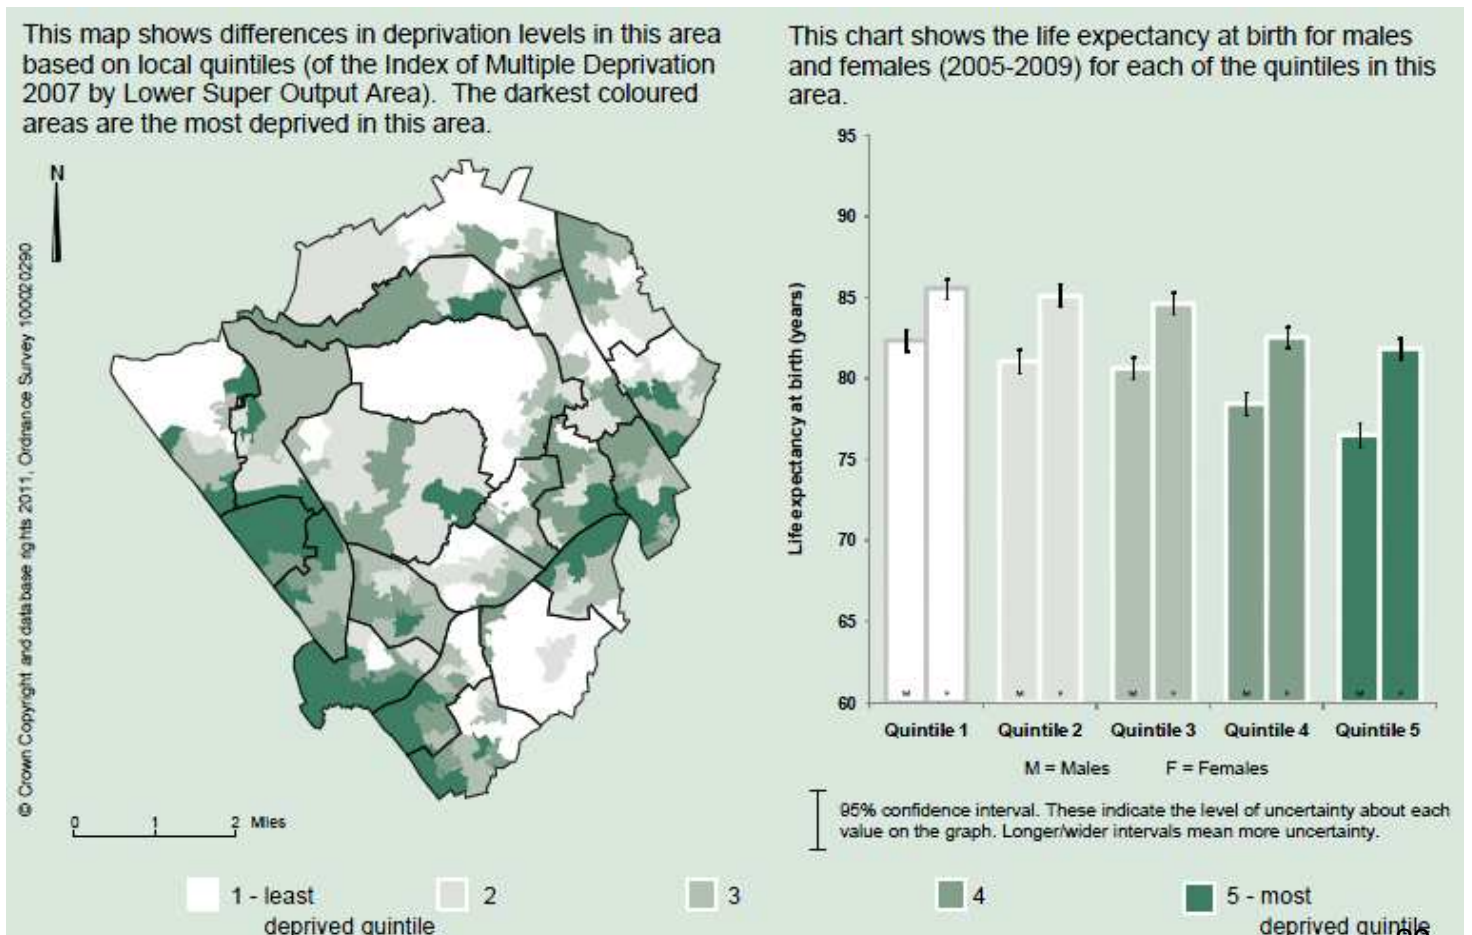 This map shows differences in deprivation levels in this area
based on local quintiles (of the Index of Multiple Deprivation
2007 by Lower Super Output Area). The darkest coloured
areas are the most deprived in this area.
N
© Crown Copyright and database rights 2011, Ordnance Survey 100020290
0 1 2 Miles
This chart shows the life expectancy at birth for males
and females (2005-2009) for each of the quintiles in this
area.
Life expectancy at birth (years)
95
90
85
80
75
70
65
60
M F M F M F M F M F
Quintile 1 Quintile 2 Quintile 3 Quintile 4 Quintile 5
M = Males F = Females
95% confidence interval. These indicate the level of uncertainty about each
value on the graph. Longer/wider intervals mean more uncertainty.
1 - least
deprived quintile
2
3
4
5 - most
deprived quintile